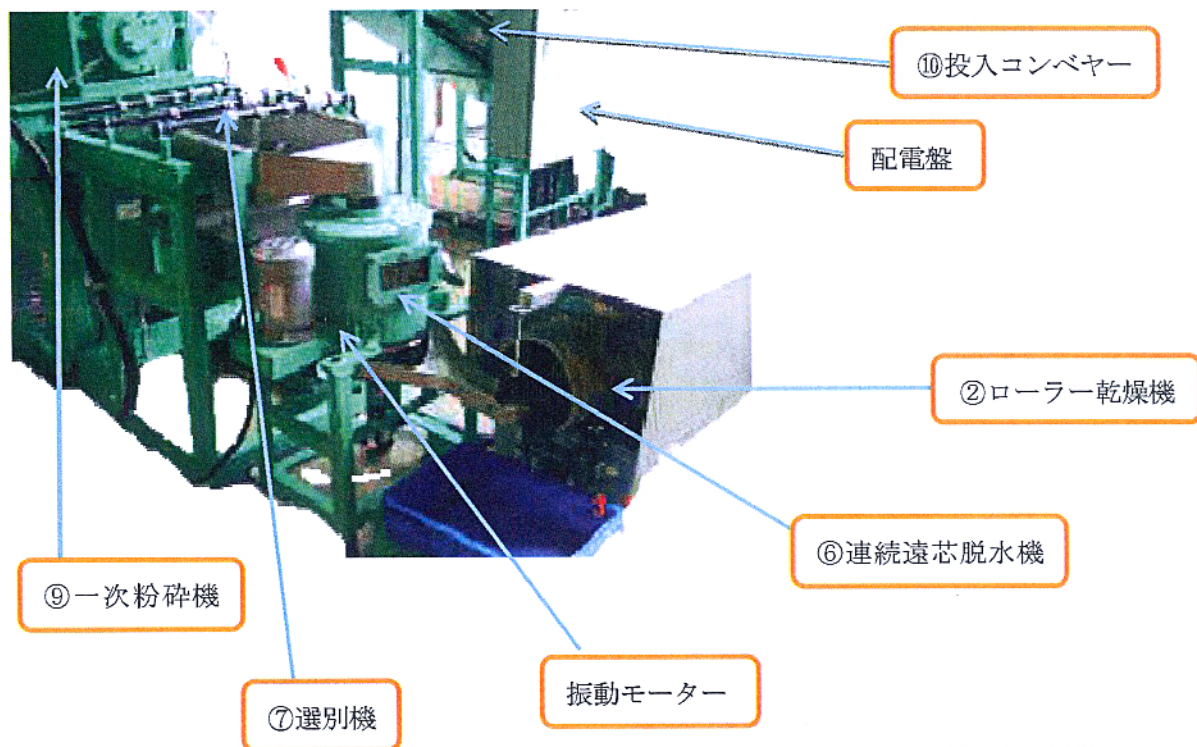 ⑩投入コンベヤー
配電盤
②ローラー乾燥機
⑥連続遠芯脱水機
⑨一次粉砕機
振動モーター
⑦選別機